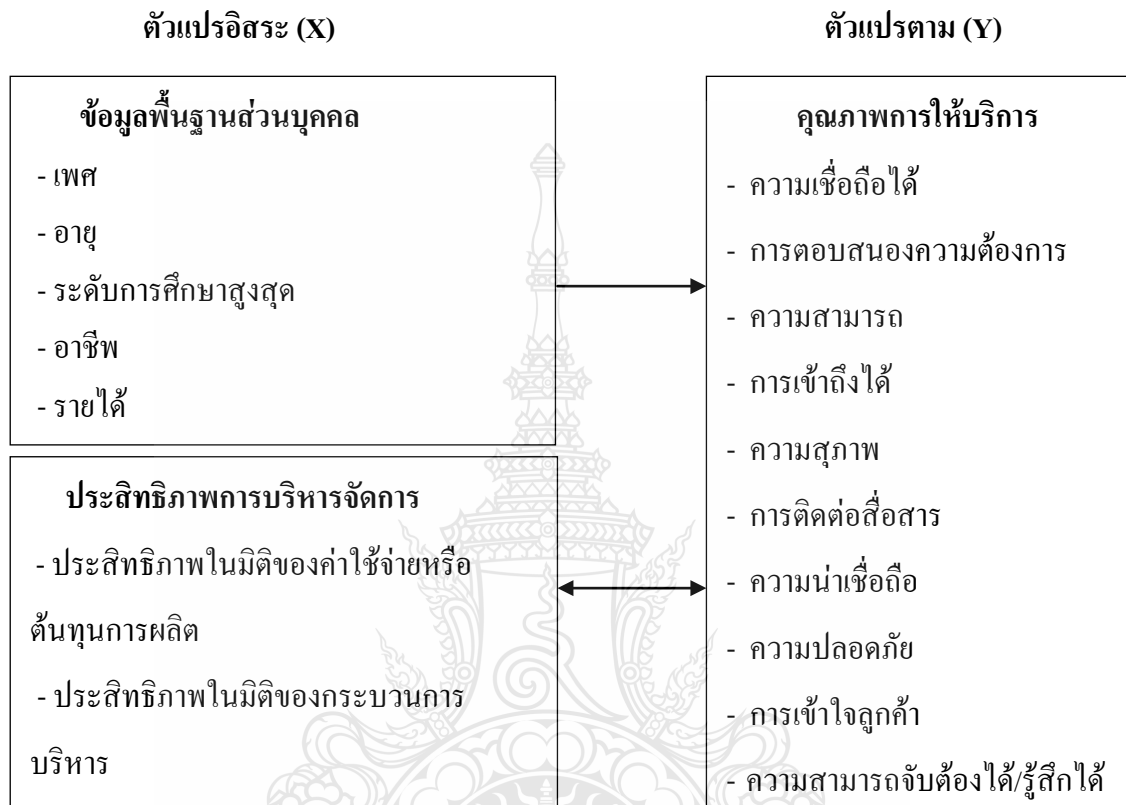 ตัวแปรอิสระ (X)
ตัวแปรตาม (Y)
ข้อมูลพื้นฐานส่วนบุคคล
- เพศ
- อายุ
- ระดับการศึกษาสูงสุด
- อาชีพ
- รายได้
ประสิทธิภาพการบริหารจัดการ
- ประสิทธิภาพในมิติของค่าใช้จ่ายหรือ
ต้นทุนการผลิต
- ประสิทธิภาพในมิติของกระบวนการ
บริหาร
คุณภาพการให้บริการ
- ความเชื่อถือได้
- การตอบสนองความต้องการ
- ความสามารถ
- การเข้าถึงได้
- ความสุภาพ
- การติดต่อสื่อสาร
- ความน่าเชื่อถือ
- ความปลอดภัย
- การเข้าใจลูกค้า
- ความสามารถจับต้องได้/รู้สึกได้